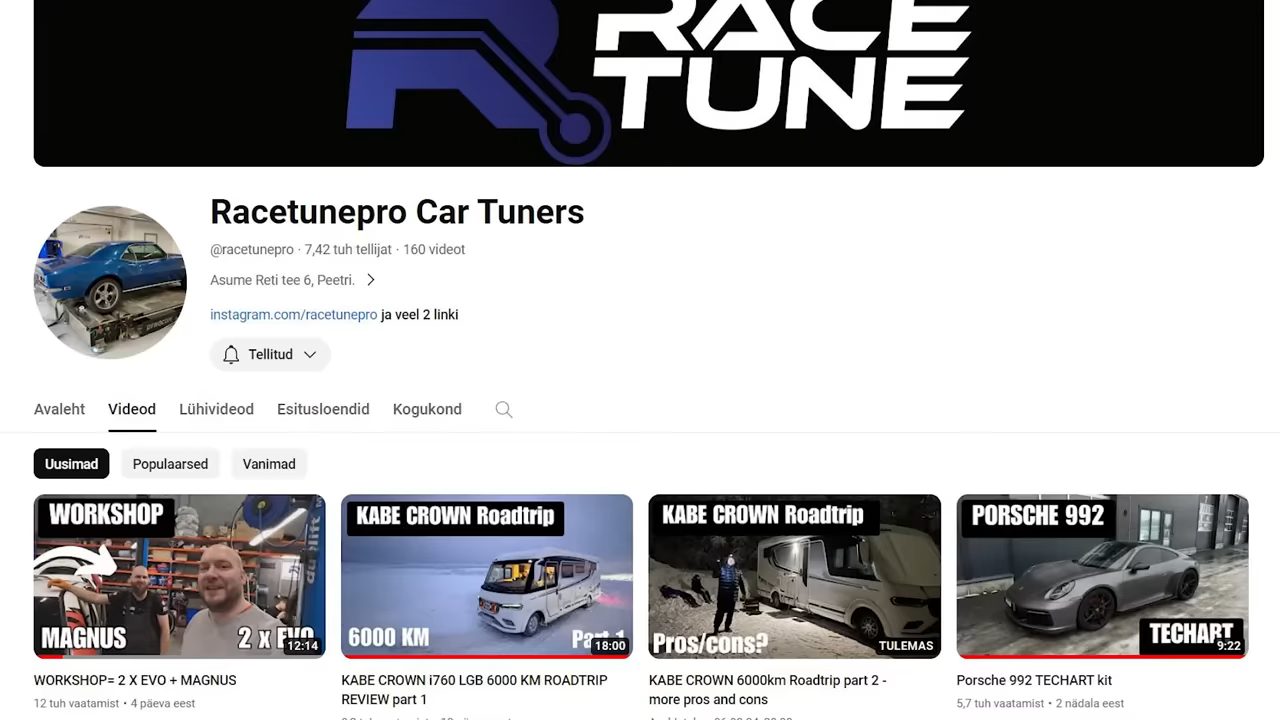 RACE
TUNE
Racetunepro Car Tuners
@racetunepro · 7,42 tuh tellijat · 160 videot
Asume Reti tee 6, Peetri.
instagram.com/racetunepro ja veel 2 linki
Tellitud
Avaleht Videod Lühivideod Esitusloendid Kogukond
Uusimad Populaarsed Vanimad
WORKSHOP
MAGNUS
2 x EVO
12:14
KABE CROWN Roadtrip
6000 KM
Part 1
18:00
KABE CROWN Roadtrip
Pros/cons?
TULEMAS
PORSCHE 992
TECHART
9:22
WORKSHOP= 2 X EVO + MAGNUS
12 tuh vaatamist • 4 päeva eest
KABE CROWN i760 LGB 6000 KM ROADTRIP
REVIEW part 1
KABE CROWN 6000km Roadtrip part 2 -
more pros and cons
Porsche 992 TECHART kit
5,7 tuh vaatamist • 2 nädala eest